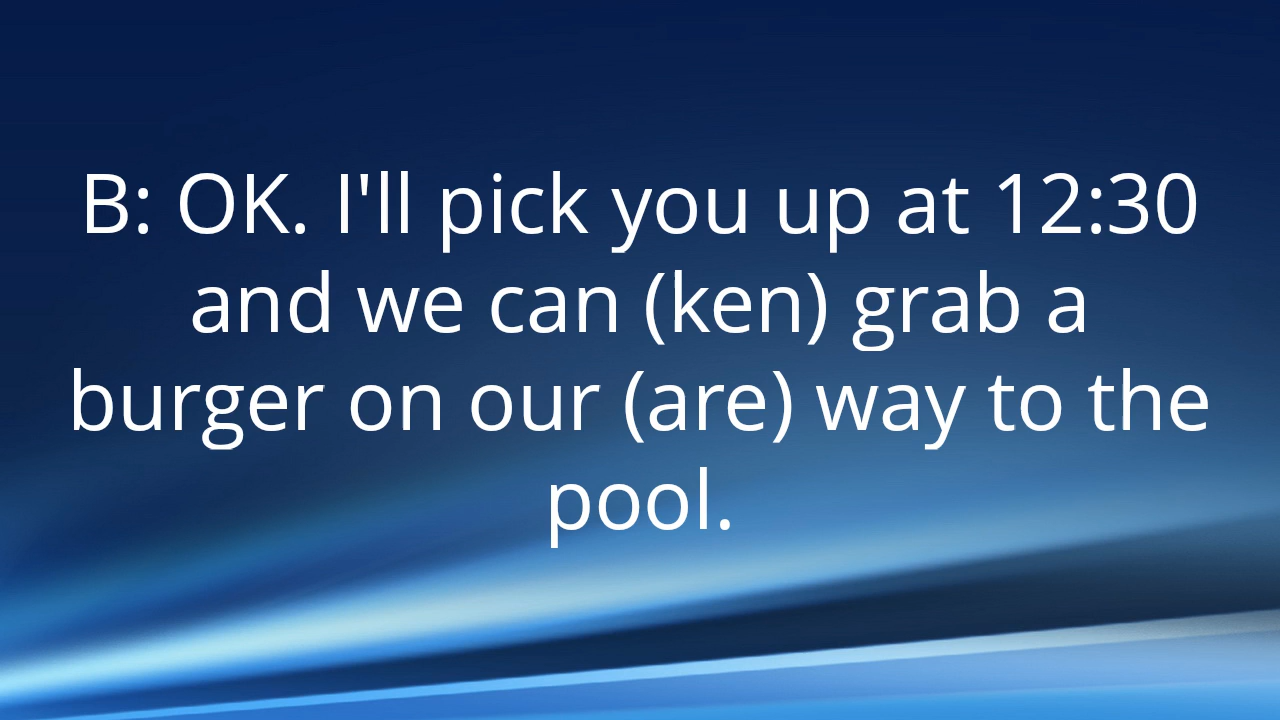 B: OK. I'll pick you up at 12:30
and we can (ken) grab a
burger on our (are) way to the
pool.